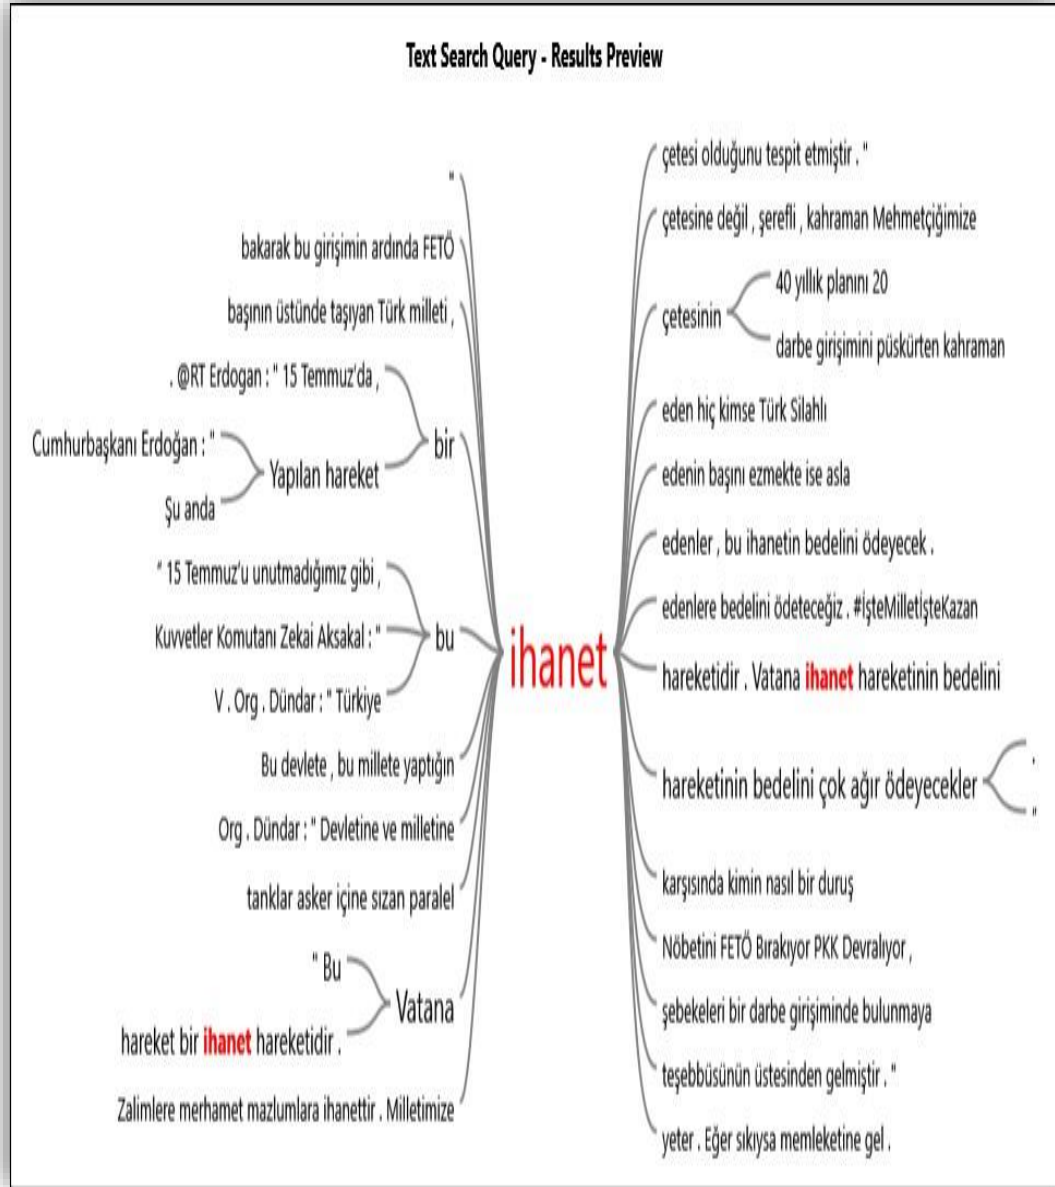 Text Search Query - Results Preview
"
bakarak bu girişimin ardında FETÖ
başının üstünde taşıyan Türk milleti ,
. @RT Erdogan : " 15 Temmuz'da ,
bir
Cumhurbaşkanı Erdoğan : "
Yapılan hareket
Şu anda
" 15 Temmuz'u unutmadığımız gibi ,
Kuvvetler Komutanı Zekai Aksakal : "
bu
V . Org . Dündar : " Türkiye
Bu devlete , bu millete yaptığın
Org . Dündar : " Devletine ve milletine
tanklar asker içine sızan paralel
" Bu
Vatana
hareket bir ihanet hareketidir .
Zalimlere merhamet mazlumlara ihanettir . Milletimize
ihanet
çetesi olduğunu tespit etmiştir . "
çetesine değil , şerefli , kahraman Mehmetçiğimize
çetesinin
40 yıllık planını 20
darbe girişimini püskürten kahraman
eden hiç kimse Türk Silahlı
edenin başını ezmekte ise asla
edenler , bu ihanetin bedelini ödeyecek .
edenlere bedelini ödeteceğiz . #İşteMilletİşteKazan
hareketidir . Vatana ihanet hareketinin bedelini
hareketinin bedelini çok ağır ödeyecekler
.
"
karşısında kimin nasıl bir duruş
Nöbetini FETÖ Bırakıyor PKK Devralıyor ,
şebekeleri bir darbe girişiminde bulunmaya
teşebbüsünün üstesinden gelmiştir . "
yeter . Eğer sıkıysa memleketine gel .